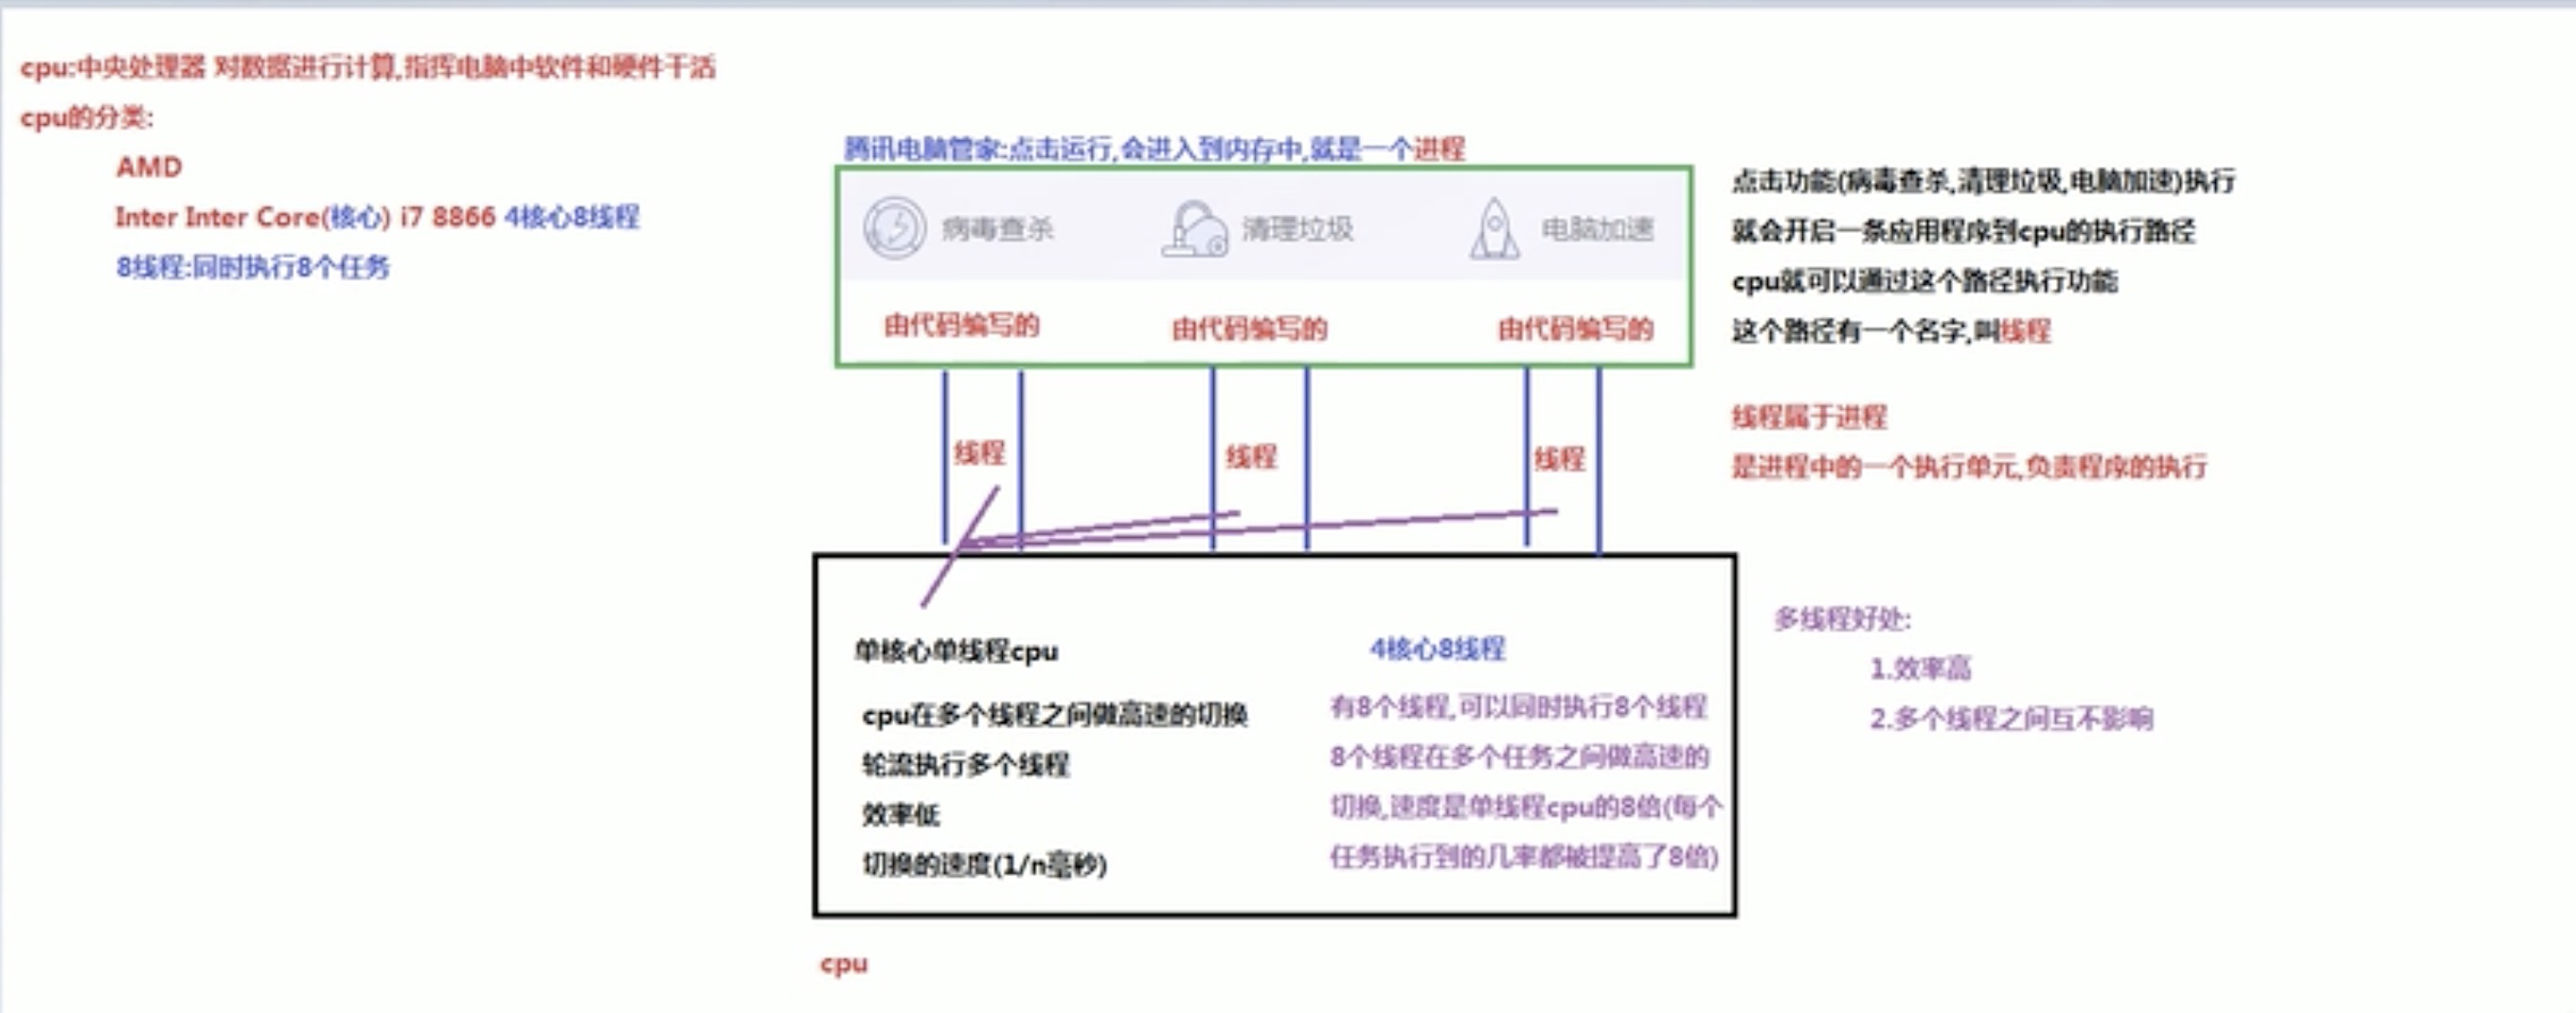 cpu:中央处理器 对数据进行计算,指挥电脑中软件和硬件干活
cpu的分类:
AMD
Inter Inter Core(核心) i7 8866 4核心8线程
8线程:同时执行8个任务
腾讯电脑管家:点击运行,会进入到内存中,就是一个进程
病毒查杀
清理垃圾
电脑加速
由代码编写的
由代码编写的
由代码编写的
点击功能(病毒查杀,清理垃圾,电脑加速)执行
就会开启一条应用程序到cpu的执行路径
cpu就可以通过这个路径执行功能
这个路径有一个名字,叫线程
线程属于进程
是进程中的一个执行单元,负责程序的执行
线程
线程
线程
单核心单线程cpu
cpu在多个线程之间做高速的切换
轮流执行多个线程
效率低
切换的速度(1/n毫秒)
4核心8线程
有8个线程,可以同时执行8个线程
8个线程在多个任务之间做高速的
切换,速度是单线程cpu的8倍(每个
任务执行到的几率都被提高了8倍)
多线程好处:
1.效率高
2.多个线程之间互不影响
cpu